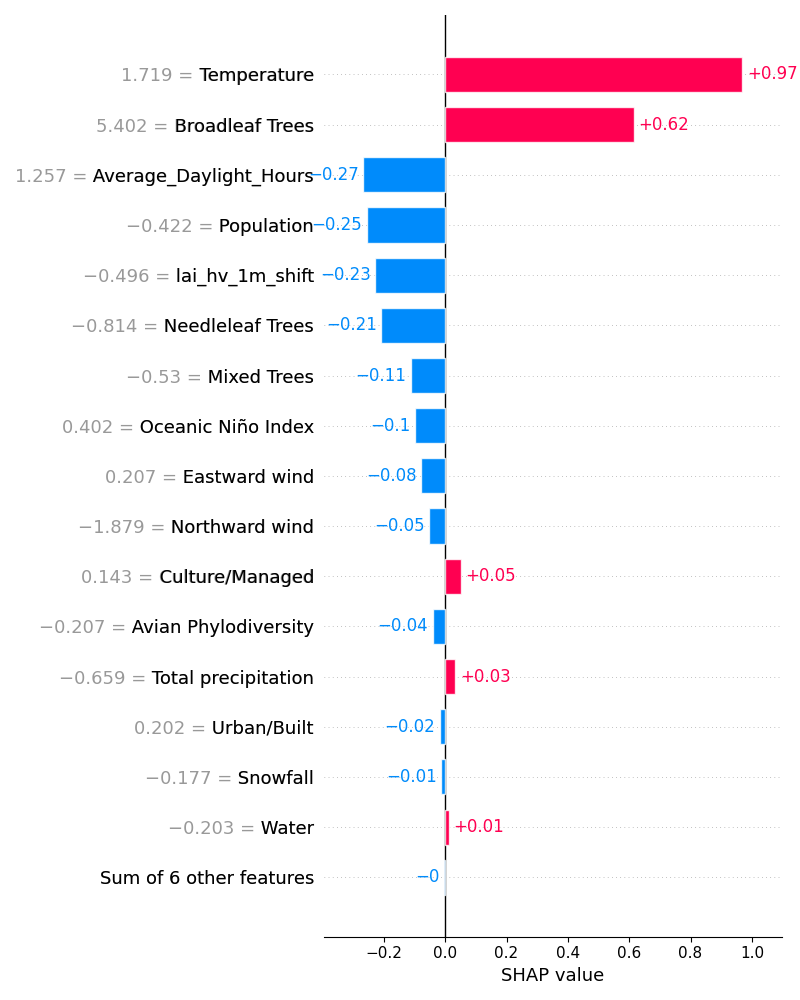 1.719 = Temperature +0.97
5.402 = Broadleaf Trees +0.62
1.257 = Average_Daylight_Hours −0.27
−0.422 = Population −0.25
−0.496 = lai_hv_1m_shift −0.23
−0.814 = Needleleaf Trees −0.21
−0.53 = Mixed Trees −0.11
0.402 = Oceanic Niño Index −0.1
0.207 = Eastward wind −0.08
−1.879 = Northward wind −0.05
0.143 = Culture/Managed +0.05
−0.207 = Avian Phylodiversity −0.04
−0.659 = Total precipitation +0.03
0.202 = Urban/Built −0.02
−0.177 = Snowfall −0.01
−0.203 = Water +0.01
Sum of 6 other features −0
−0.2 0.0 0.2 0.4 0.6 0.8 1.0
SHAP value